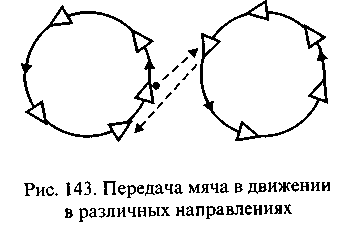 Рис. 143. Передача мяча в движении
в различных направлениях